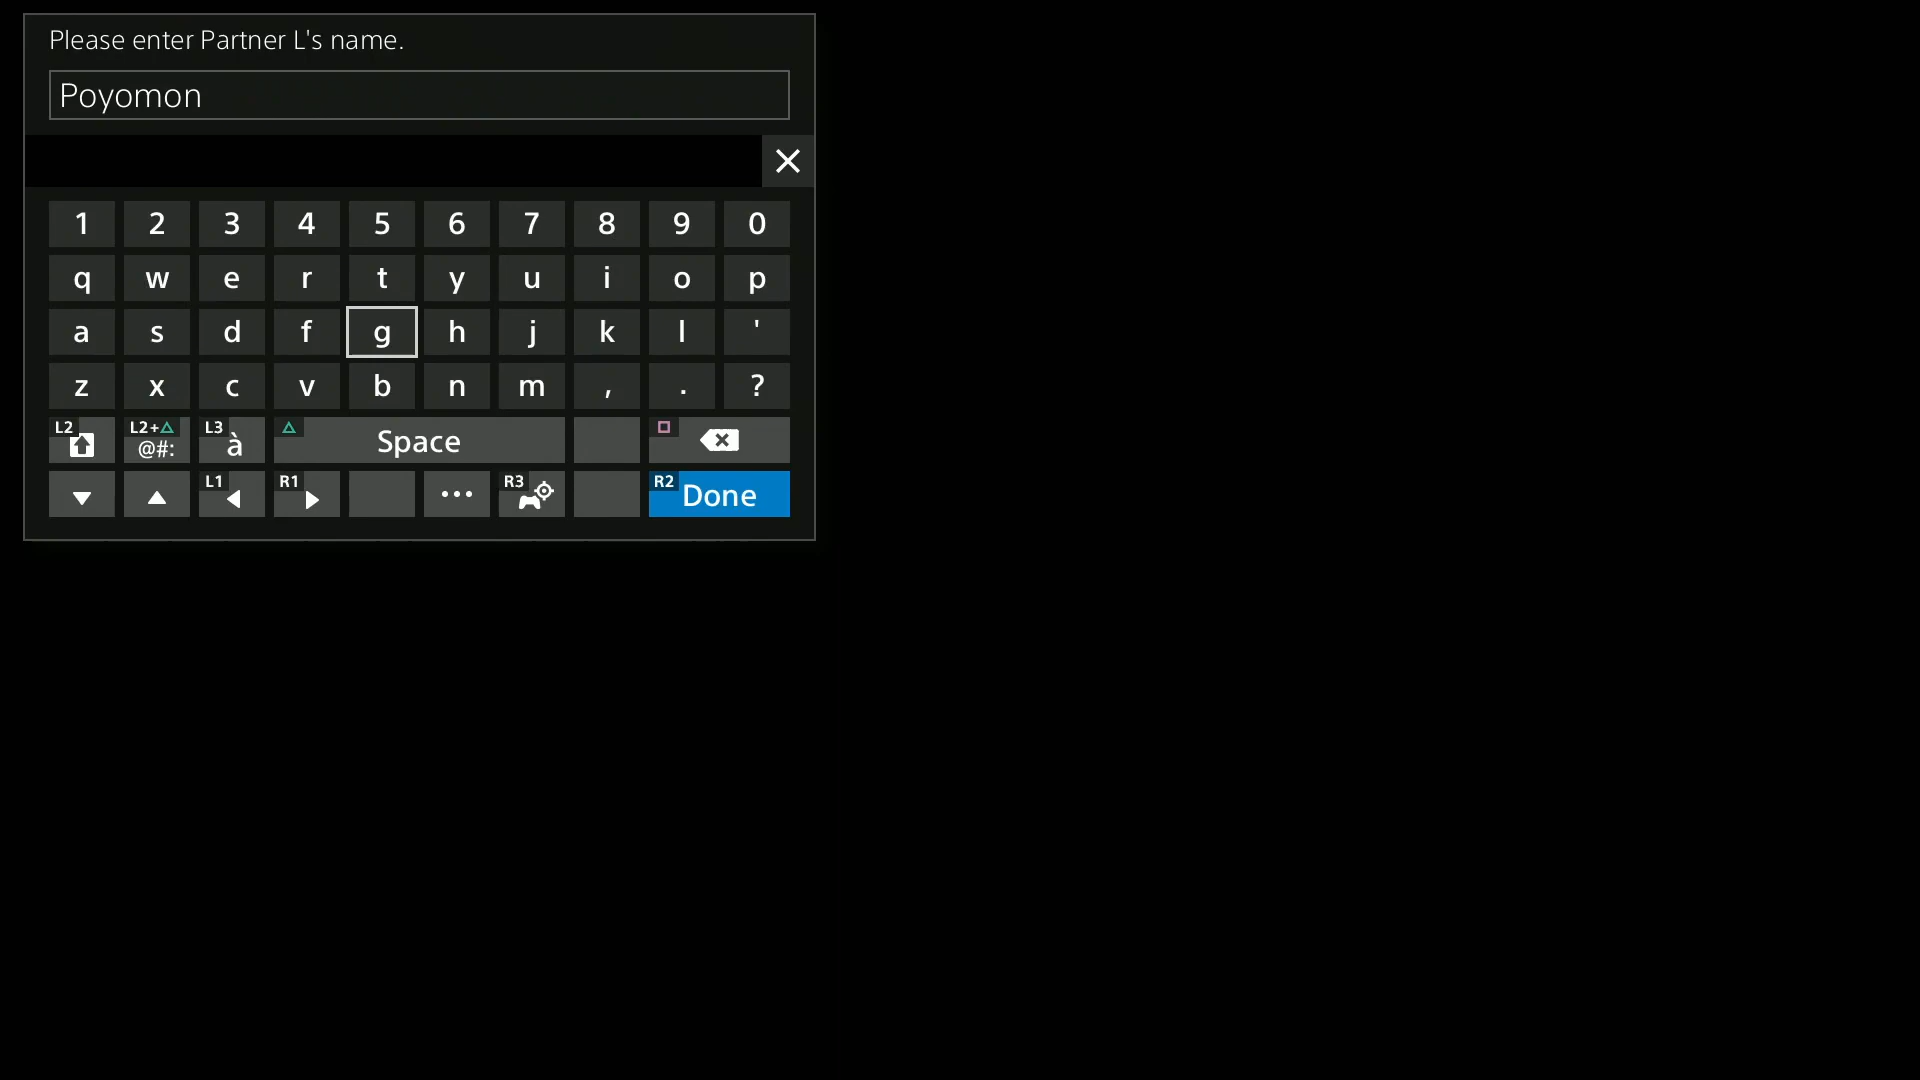 Please enter Partner L's name.
Poyomon
1 2 3 4 5 6 7 8 9 0
q w e r t y u i o p
a s d f g h j k l '
z x c v b n m , . ?
L2 L2+△ @#: L3 à △ Space
L1 R1 ... R3 R2 Done